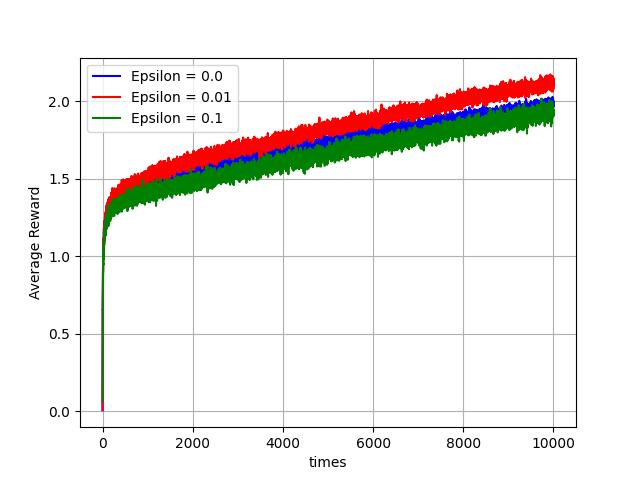 Epsilon = 0.0
Epsilon = 0.01
Epsilon = 0.1
Average Reward
2.0
1.5
1.0
0.5
0.0
0 2000 4000 6000 8000 10000
times